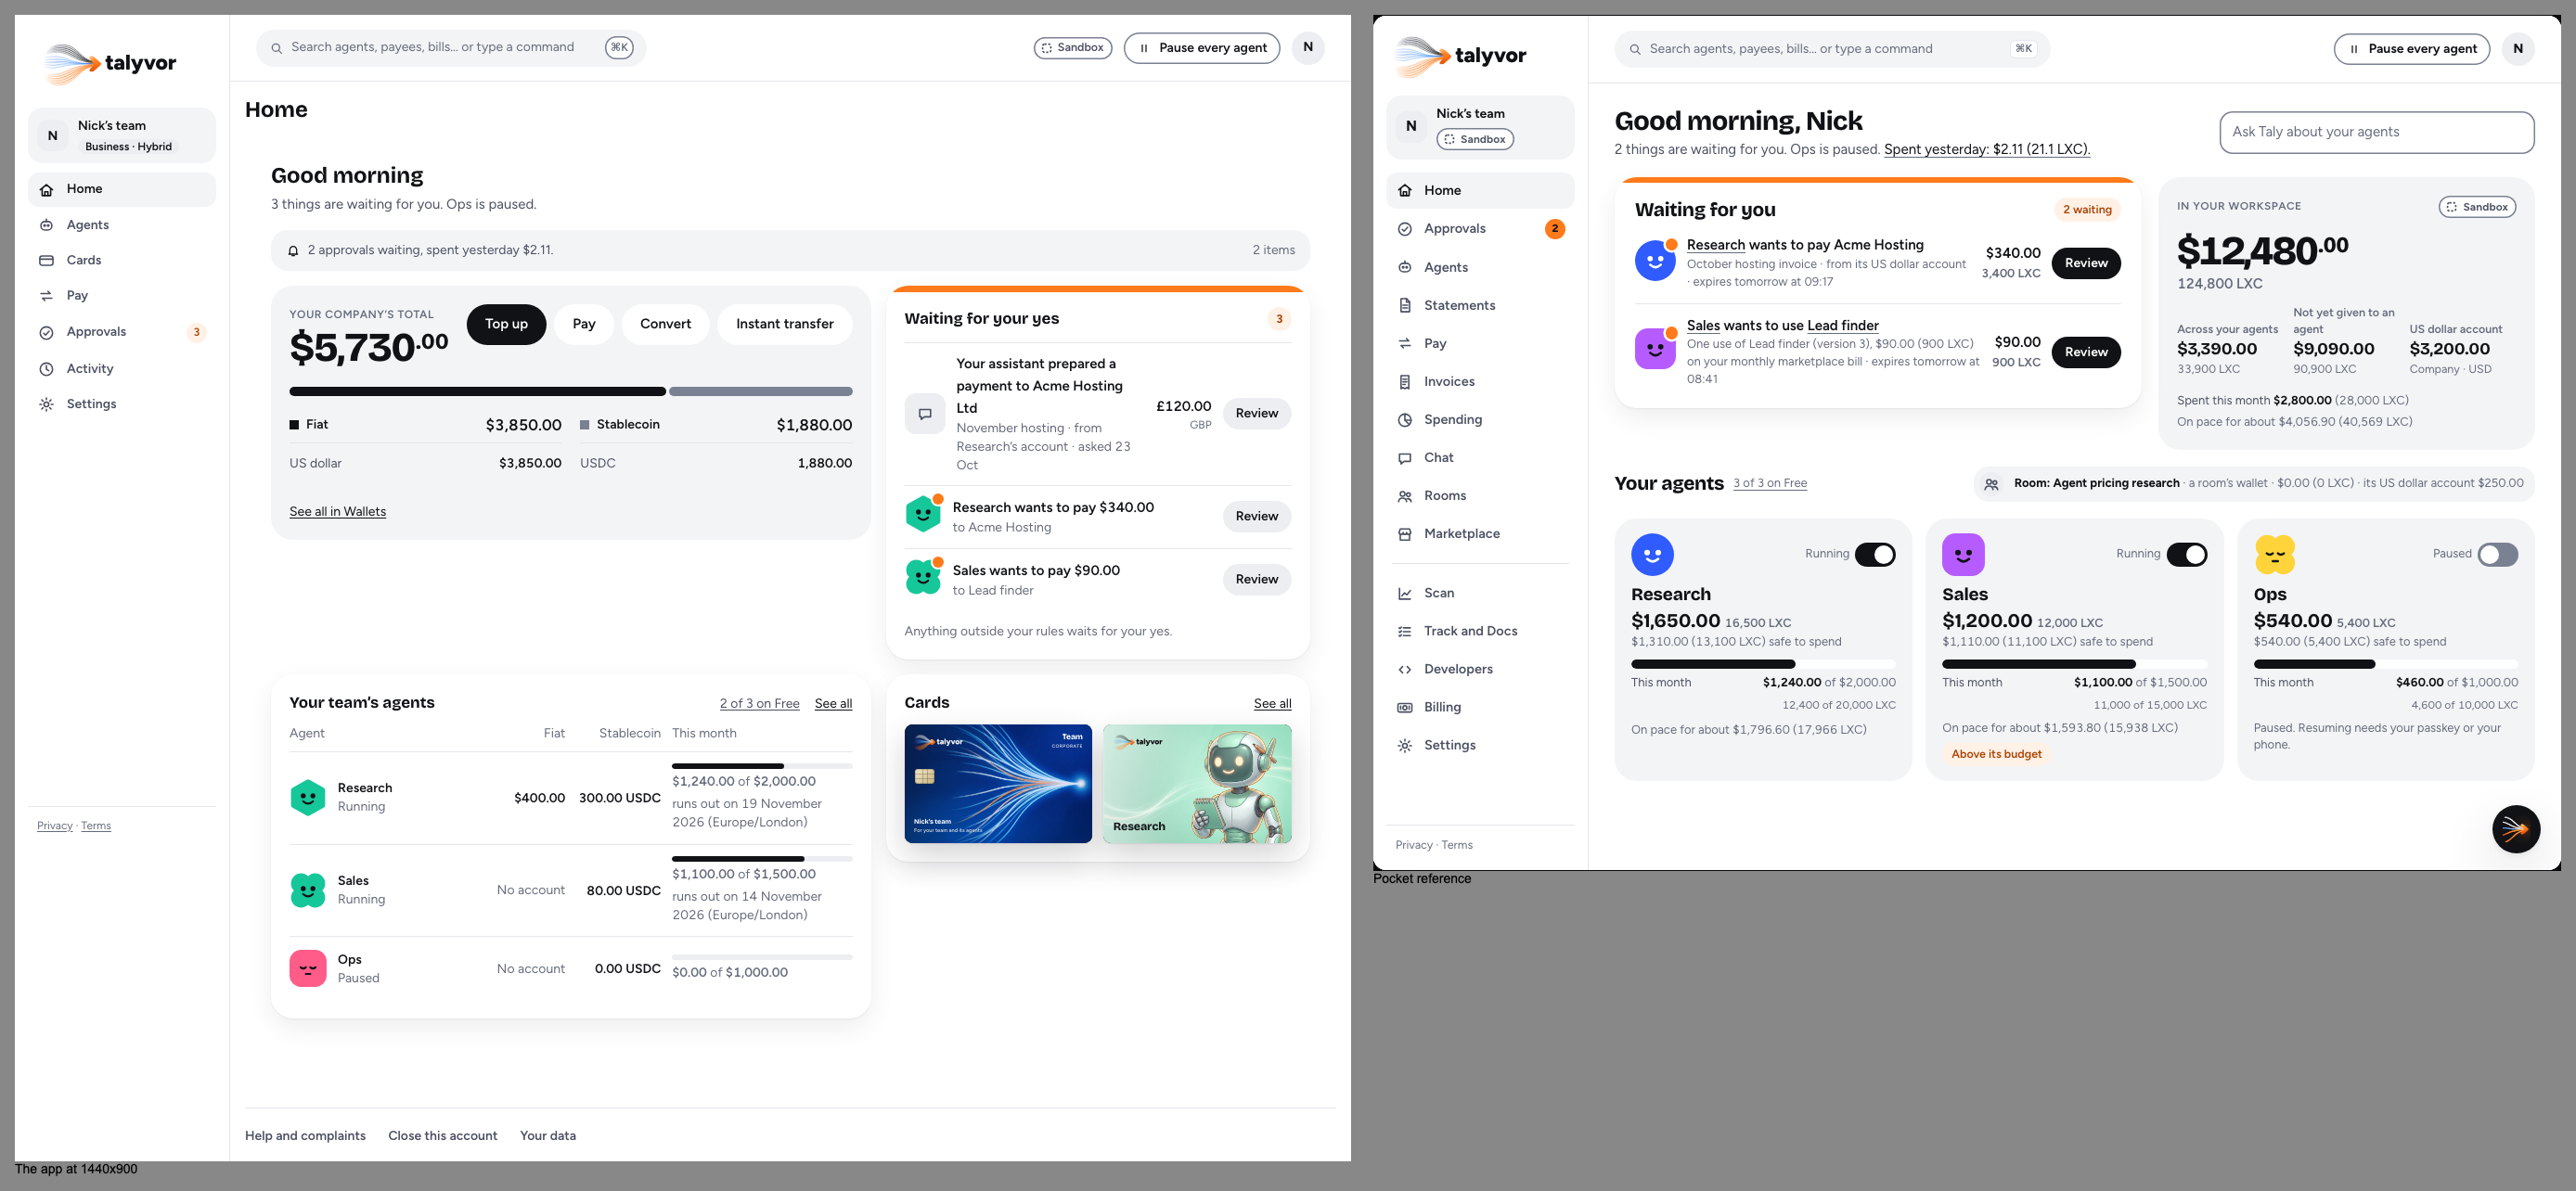 talyvor
Search agents, payees, bills... or type a command
⌘K
Sandbox
Pause every agent
N
N
Nick's team
Business · Hybrid
Home
Agents
Cards
Pay
Approvals
3
Activity
Settings
Privacy · Terms
Home
Good morning
3 things are waiting for you. Ops is paused.
2 approvals waiting, spent yesterday $2.11.
2 items
YOUR COMPANY'S TOTAL
$5,730.00
Top up
Pay
Convert
Instant transfer
Fiat
$3,850.00
Stablecoin
$1,880.00
US dollar
$3,850.00
USDC
1,880.00
See all in Wallets
Waiting for your yes
3
Your assistant prepared a
payment to Acme Hosting
Ltd
November hosting · from
Research's account · asked 23
Oct
£120.00
GBP
Review
Research wants to pay $340.00
to Acme Hosting
Review
Sales wants to pay $90.00
to Lead finder
Review
Anything outside your rules waits for your yes.
Your team's agents
2 of 3 on Free
See all
Agent
Fiat
Stablecoin
This month
Research
Running
$400.00
300.00 USDC
$1,240.00 of $2,000.00
runs out on 19 November
2026 (Europe/London)
Sales
Running
No account
80.00 USDC
$1,100.00 of $1,500.00
runs out on 14 November
2026 (Europe/London)
Ops
Paused
No account
0.00 USDC
$0.00 of $1,000.00
Cards
See all
talyvor
Team
CORPORATE
Nick's team
For your team and its agents
talyvor
Research
Help and complaints
Close this account
Your data
The app at 1440x900
talyvor
Search agents, payees, bills... or type a command
⌘K
Pause every agent
N
N
Nick's team
Sandbox
Home
Approvals
2
Agents
Statements
Pay
Invoices
Spending
Chat
Rooms
Marketplace
Scan
Track and Docs
Developers
Billing
Settings
Privacy · Terms
Good morning, Nick
2 things are waiting for you. Ops is paused. Spent yesterday: $2.11 (21.1 LXC).
Ask Taly about your agents
Waiting for you
2 waiting
Research wants to pay Acme Hosting
October hosting invoice · from its US dollar account
· expires tomorrow at 09:17
$340.00
3,400 LXC
Review
Sales wants to use Lead finder
One use of Lead finder (version 3), $90.00 (900 LXC)
on your monthly marketplace bill · expires tomorrow at
08:41
$90.00
900 LXC
Review
IN YOUR WORKSPACE
Sandbox
$12,480.00
124,800 LXC
Across your agents
$3,390.00
33,900 LXC
Not yet given to an
agent
$9,090.00
90,900 LXC
US dollar account
$3,200.00
Company · USD
Spent this month $2,800.00 (28,000 LXC)
On pace for about $4,056.90 (40,569 LXC)
Your agents
3 of 3 on Free
Room: Agent pricing research · a room's wallet · $0.00 (0 LXC) · its US dollar account $250.00
Running
Research
$1,650.00 16,500 LXC
$1,310.00 (13,100 LXC) safe to spend
This month
$1,240.00 of $2,000.00
12,400 of 20,000 LXC
On pace for about $1,796.60 (17,966 LXC)
Running
Sales
$1,200.00 12,000 LXC
$1,110.00 (11,100 LXC) safe to spend
This month
$1,100.00 of $1,500.00
11,000 of 15,000 LXC
On pace for about $1,593.80 (15,938 LXC)
Above its budget
Paused
Ops
$540.00 5,400 LXC
$540.00 (5,400 LXC) safe to spend
This month
$460.00 of $1,000.00
4,600 of 10,000 LXC
Paused. Resuming needs your passkey or your
phone.
Pocket reference